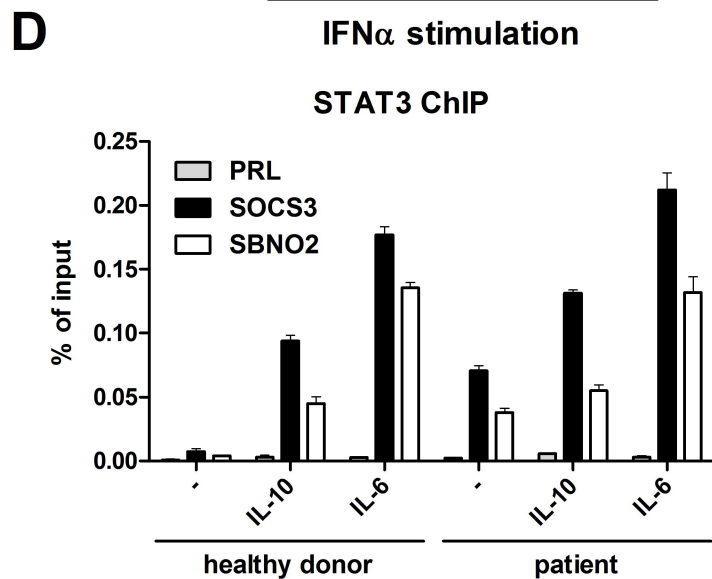 D
IFNα stimulation
STAT3 ChIP
% of input
0.25
0.20
0.15
0.10
0.05
0.00
PRL
SOCS3
SBNO2
- IL-10 IL-6 - IL-10 IL-6
healthy donor patient